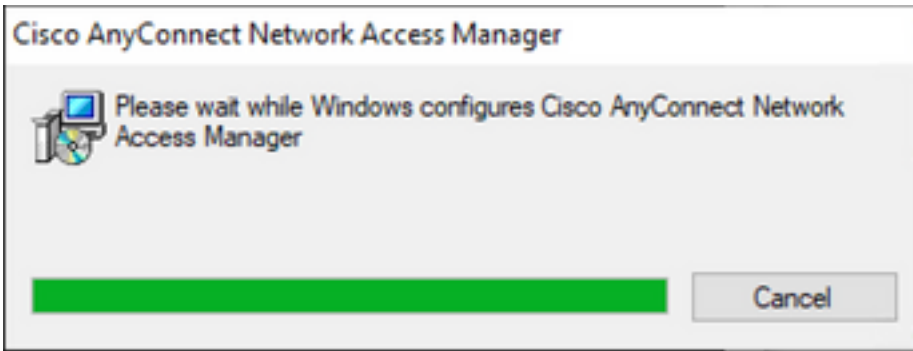 Cisco AnyConnect Network Access Manager
Please wait while Windows configures Cisco AnyConnect Network
Access Manager
Cancel